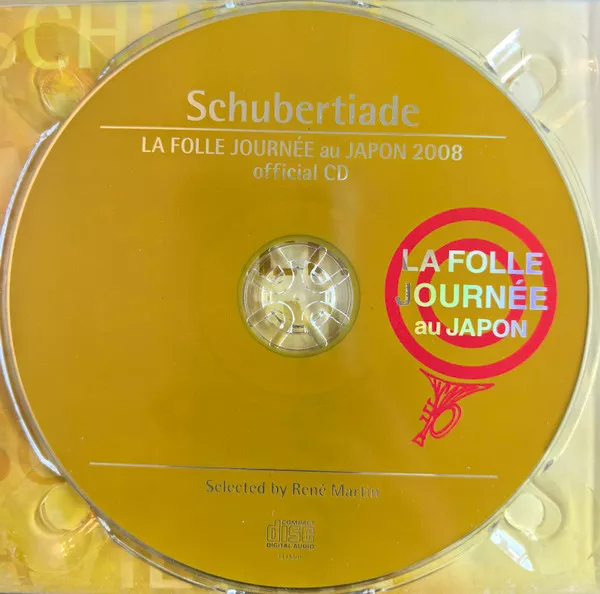 SCHU
Schubertiade
LA FOLLE JOURNÉE au JAPON 2008
official CD
LA FOLLE
JOURNÉE
au JAPON
Selected by René Martin
COMPACT
disc
DIGITAL AUDIO